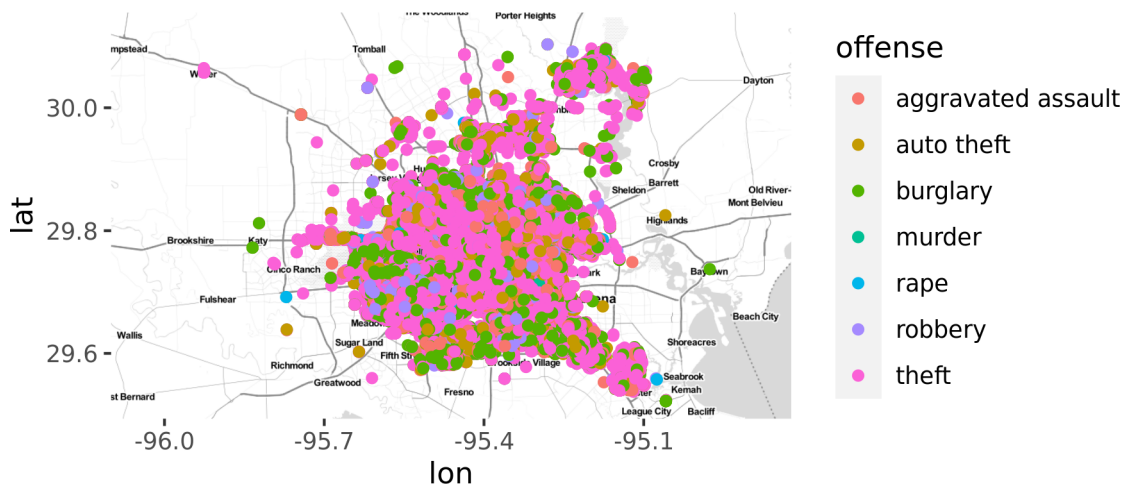 The Woodlands
Porter Heights
mpstead
Tomball
Dayton
Crosby
Barrett
Sheldon
Old River-
Mont Belvieu
Highlands
Brookshire
Katy
Cinco Ranch
Baytown
Fulshear
Beach City
Wallis
Sugar Land
Shoreacres
Richmond
Greatwood
Seabrook
Kemah
st Bernard
Fresno
League City
Bacliff
30.0
29.8
29.6
lat
-96.0
-95.7
-95.4
-95.1
lon
offense
aggravated assault
auto theft
burglary
murder
rape
robbery
theft